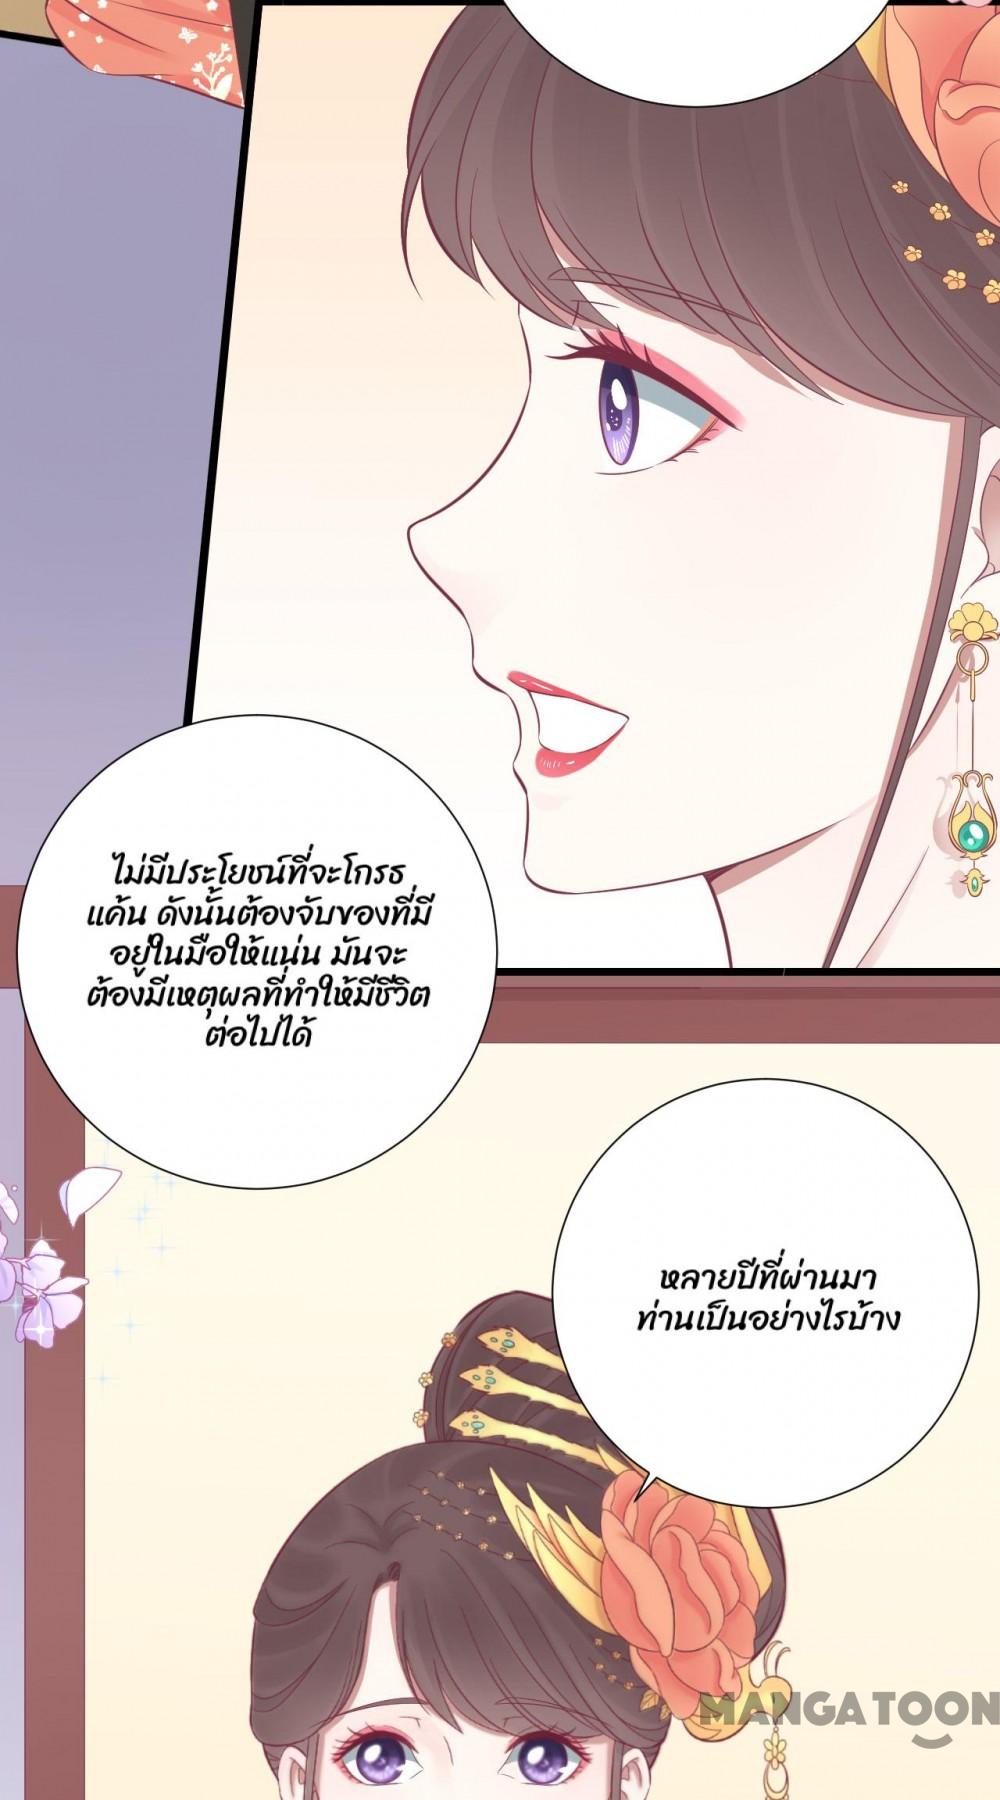 ไม่มีประโยชน์ที่จะโกรธ
แค้น ดังนั้นต้องจับของที่มี
อยู่ในมือให้แน่น มันจะ
ต้องมีเหตุผลที่ทำให้มีชีวิต
ต่อไปได้
หลายปีที่ผ่านมา
ท่านเป็นอย่างไรบ้าง
MANGATOON